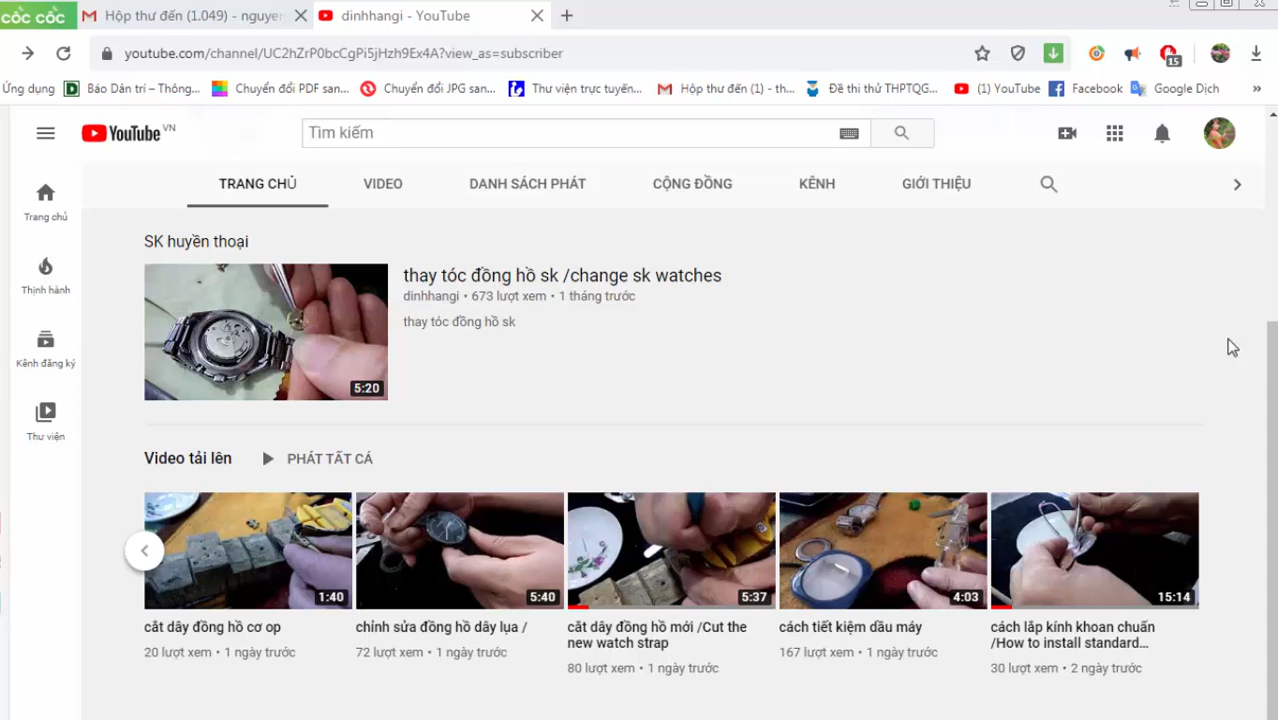 cốc cốc
Hộp thư đến (1.049) - nguyen
dinhhangi - YouTube
youtube.com/channel/UC2hZrP0bcCgPi5jHzh9Ex4A?view_as=subscriber
15
Ứng dụng
Báo Dân trí – Thông...
Chuyển đổi PDF san...
Chuyển đổi JPG san...
Thư viện trực tuyến...
Hộp thư đến (1) - th...
Đề thi thử THPTQG...
(1) YouTube
Facebook
Google Dịch
YouTube VN
Tìm kiếm
TRANG CHỦ
VIDEO
DANH SÁCH PHÁT
CỘNG ĐỒNG
KÊNH
GIỚI THIỆU
Trang chủ
Thịnh hành
Kênh đăng ký
Thư viện
SK huyền thoại
thay tóc đồng hồ sk /change sk watches
dinhhangi • 673 lượt xem • 1 tháng trước
thay tóc đồng hồ sk
5:20
Video tải lên
PHÁT TẤT CẢ
1:40
5:40
5:37
4:03
15:14
cắt dây đồng hồ cơ op
20 lượt xem • 1 ngày trước
chỉnh sửa đồng hồ dây lụa /
72 lượt xem • 1 ngày trước
cắt dây đồng hồ mới /Cut the
new watch strap
80 lượt xem • 1 ngày trước
cách tiết kiệm dầu máy
167 lượt xem • 1 ngày trước
cách lắp kính khoan chuẩn
/How to install standard...
30 lượt xem • 2 ngày trước